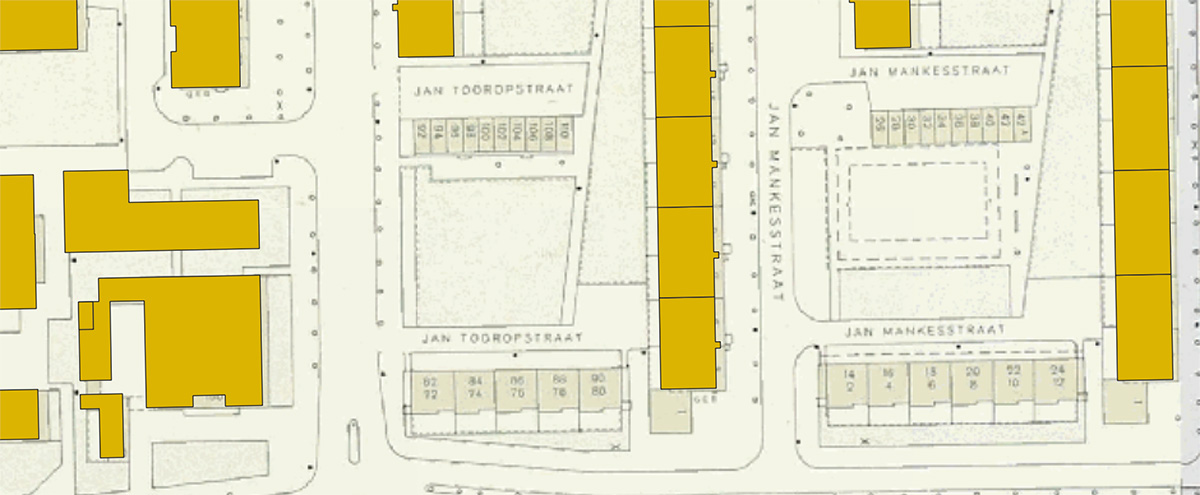 JAN TOOROPSTRAAT
JAN MANKESSTRAAT
92 94 96 98 100 102 104 106 108 110
26 28 30 32 34 36 38 40 42 42 A
JAN MANKESSTRAAT
JAN TOOROPSTRAAT
JAN MANKESSTRAAT
82 84 86 88 90
72 74 76 78 80
14 16 18 20 22 24
2 4 6 8 10 12
GEB
GEB